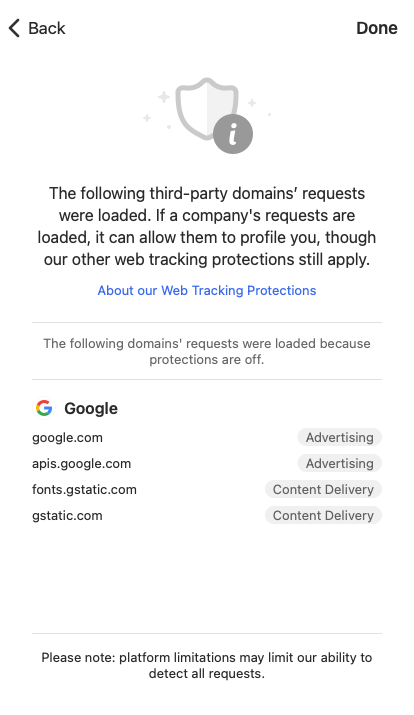 Back
Done
i
The following third-party domains’ requests
were loaded. If a company's requests are
loaded, it can allow them to profile you, though
our other web tracking protections still apply.
About our Web Tracking Protections
The following domains' requests were loaded because
protections are off.
Google
google.com Advertising
apis.google.com Advertising
fonts.gstatic.com Content Delivery
gstatic.com Content Delivery
Please note: platform limitations may limit our ability to
detect all requests.